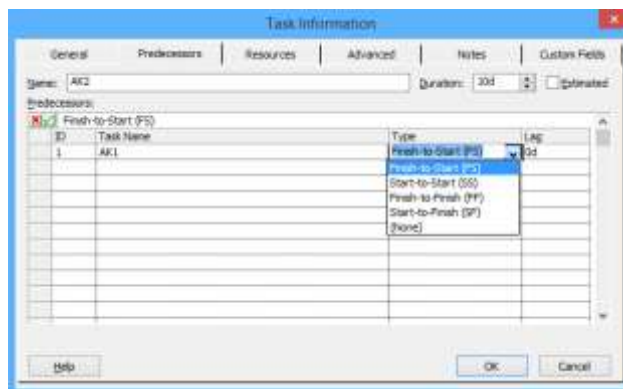 Task Information
General Predecessors Resources Advanced Notes Custom Fields
Name: AK2 Duration: 10d Estimated
Predecessors:
Finish-to-Start (FS)
ID Task Name Type Lag
1 AK1 Finish-to-Start (FS) 0d
Finish-to-Start (FS)
Start-to-Start (SS)
Finish-to-Finish (FF)
Start-to-Finish (SF)
(None)
Help OK Cancel